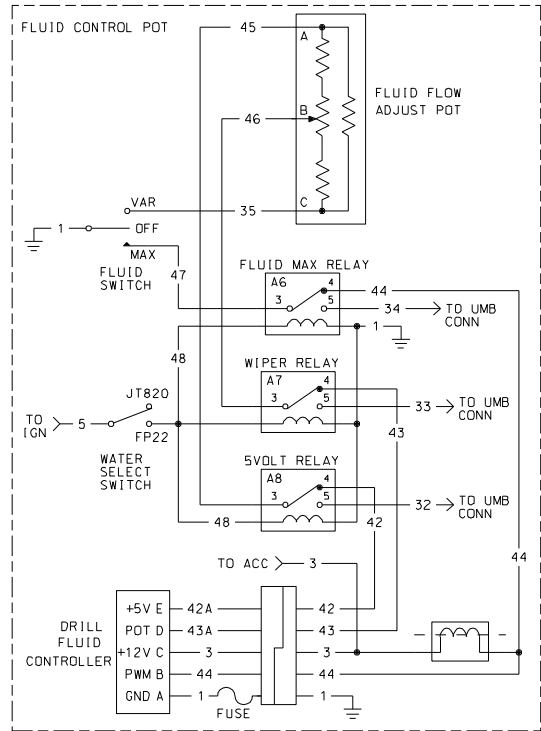 FLUID CONTROL POT
45
A
FLUID FLOW
ADJUST POT
B
46
C
VAR
35
1
OFF
MAX
FLUID
SWITCH
47
FLUID MAX RELAY
A6
4
3
5
44
34
TO UMB
CONN
1
48
WIPER RELAY
A7
4
3
5
JT820
TO
IGN
5
FP22
33
TO UMB
CONN
43
WATER
SELECT
SWITCH
5VOLT RELAY
A8
4
3
5
32
TO UMB
CONN
48
42
44
TO ACC
3
DRILL
FLUID
CONTROLLER
+5V E
42A
42
POT D
43A
43
+12V C
3
3
PWM B
44
44
GND A
1
FUSE
1